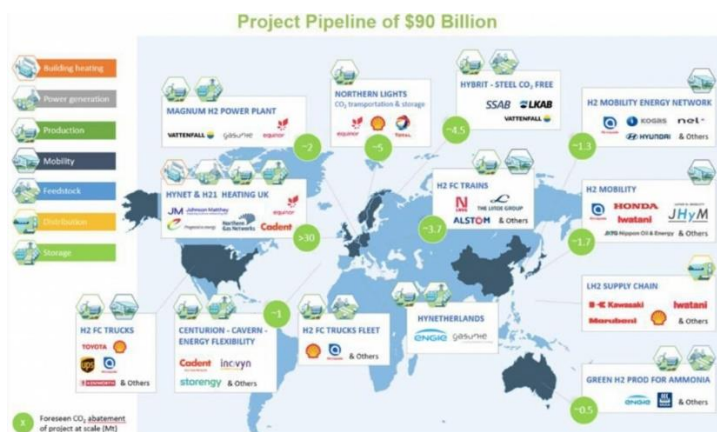 Project Pipeline of $90 Billion
Building heating
Power generation
Production
Mobility
Feedstock
Distribution
Storage
MAGNUM H2 POWER PLANT
VATTENFALL gasunie equinor
~2
NORTHERN LIGHTS
CO₂ transportation & storage
equinor TOTAL
~5
HYBRIT - STEEL CO₂ FREE
SSAB LKAB
VATTENFALL
~4.5
H2 MOBILITY ENERGY NETWORK
KOGAS nel
HYUNDAI & Others
~1.3
HYNET & H21 HEATING UK
equinor
JM Johnson Matthey
Progressive energy Northern Gas Networks Cadent
>30
H2 FC TRAINS
THE LINDE GROUP
ALSTOM & Others
~3.7
H2 MOBILITY
HONDA
Iwatani JHyM
Nippon Oil & Energy & Others
~1.7
LH2 SUPPLY CHAIN
Kawasaki Iwatani
Marubeni & Others
H2 FC TRUCKS
TOYOTA
ups
KENWORTH & Others
CENTURION - CAVERN -
ENERGY FLEXIBILITY
Cadent inovyn
storengy & Others
~1
H2 FC TRUCKS FLEET
& Others
HYNETHERLANDS
ENGIE gasunie
GREEN H2 PROD FOR AMMONIA
ENGIE & Others
~0.5
X Foreseen CO₂ abatement
of project at scale (Mt)